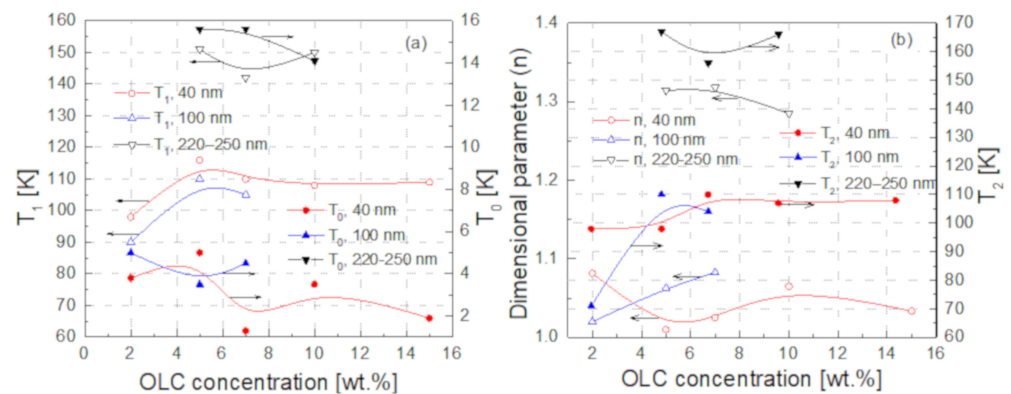 160
150
140
130
120
110
100
90
80
70
60
T1 [K]
16
14
12
10
8
6
4
2
T0 [K]
(a)
T1, 40 nm
T1, 100 nm
T1, 220–250 nm
T0, 40 nm
T0, 100 nm
T0, 220-250 nm
0 2 4 6 8 10 12 14 16
OLC concentration [wt.%]
1.4
1.3
1.2
1.1
1.0
Dimensional parameter (n)
170
160
150
140
130
120
110
100
90
80
70
60
T2 [K]
(b)
n, 40 nm
n, 100 nm
n, 220-250 nm
T2, 40 nm
T2, 100 nm
T2, 220–250 nm
2 4 6 8 10 12 14 16
OLC concentration [wt.%]